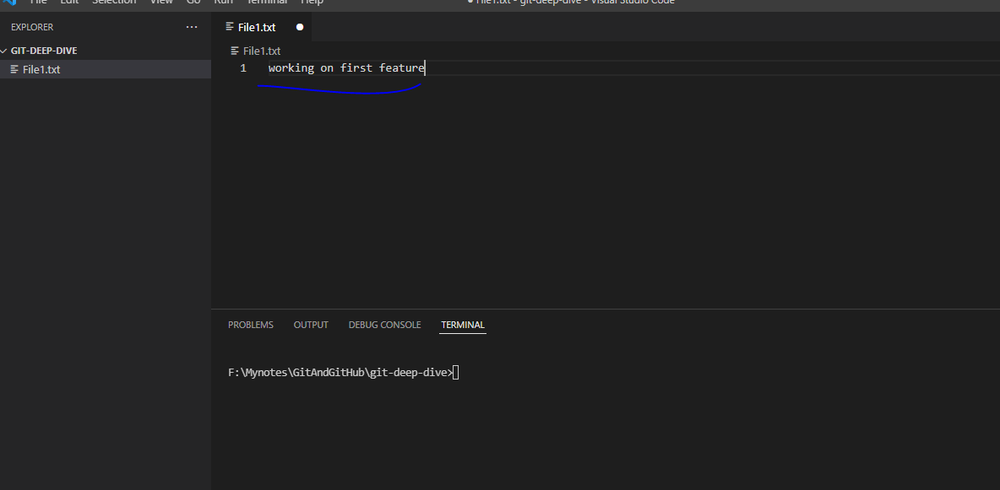 File Edit Selection View Go Run Terminal Help
● File1.txt - git-deep-dive - Visual Studio Code
EXPLORER ...
GIT-DEEP-DIVE
File1.txt
File1.txt ●
File1.txt
1 working on first feature
PROBLEMS OUTPUT DEBUG CONSOLE TERMINAL
F:\Mynotes\GitAndGitHub\git-deep-dive>